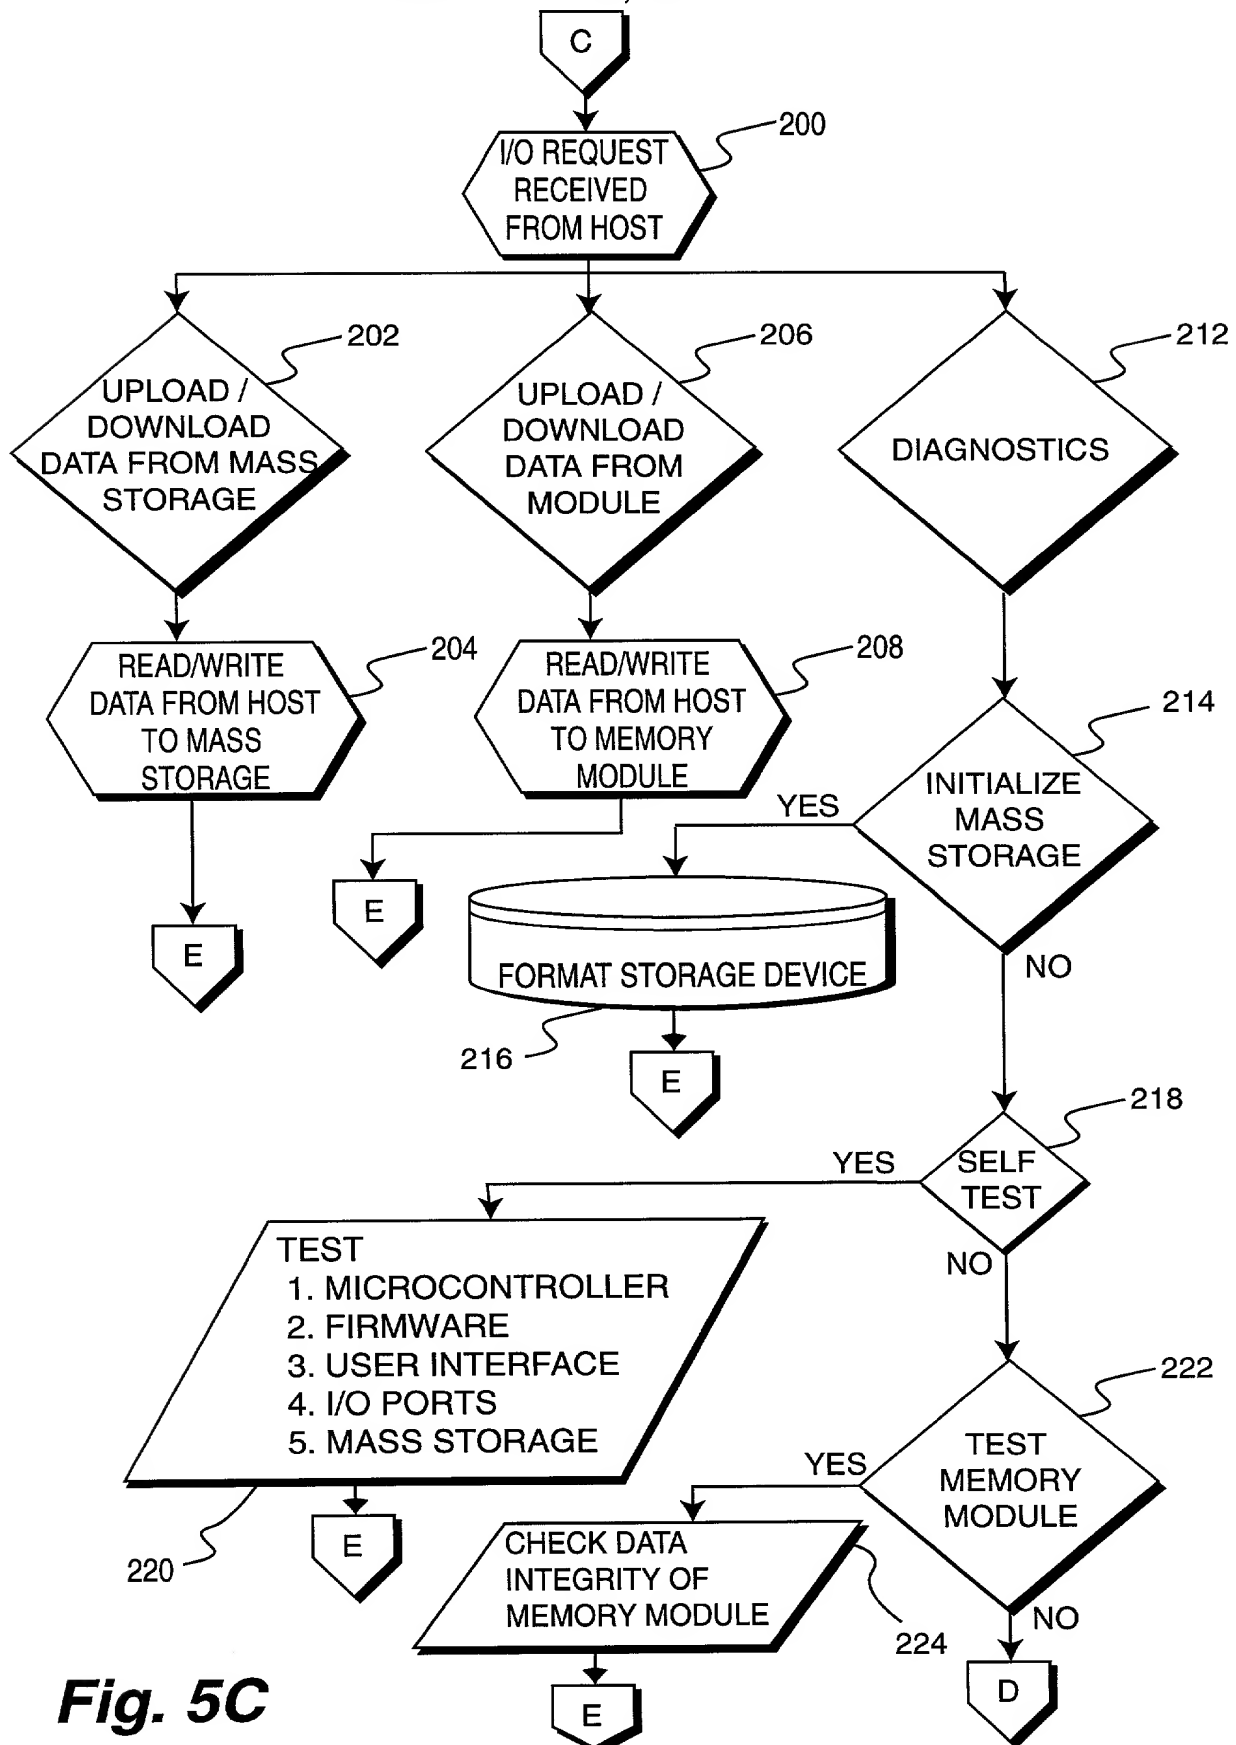 C
200
I/O REQUEST
RECEIVED
FROM HOST
202
UPLOAD /
DOWNLOAD
DATA FROM MASS
STORAGE
206
UPLOAD /
DOWNLOAD
DATA FROM
MODULE
212
DIAGNOSTICS
204
READ/WRITE
DATA FROM HOST
TO MASS
STORAGE
208
READ/WRITE
DATA FROM HOST
TO MEMORY
MODULE
214
INITIALIZE
MASS
STORAGE
YES
NO
E
E
FORMAT STORAGE DEVICE
216
E
218
SELF
TEST
YES
NO
TEST
1. MICROCONTROLLER
2. FIRMWARE
3. USER INTERFACE
4. I/O PORTS
5. MASS STORAGE
220
E
222
TEST
MEMORY
MODULE
YES
NO
CHECK DATA
INTEGRITY OF
MEMORY MODULE
224
E
D
Fig. 5C